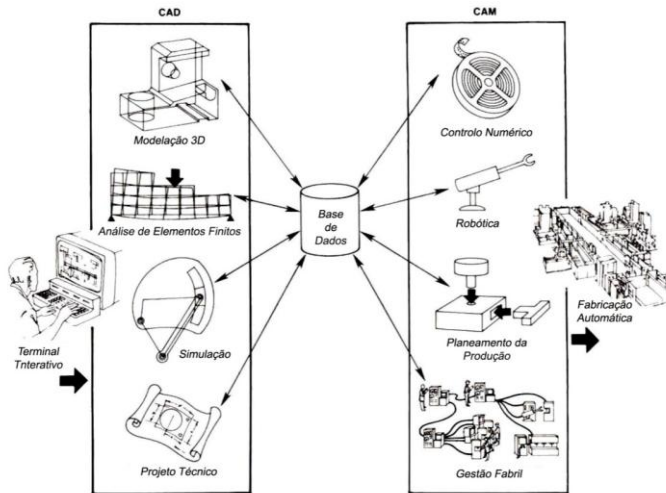 CAD
CAM
Modelação 3D
Controlo Numérico
Análise de Elementos Finitos
Base
de
Dados
Robótica
Terminal
Tnterativo
Simulação
Planeamento da
Produção
Fabricação
Automática
Projeto Técnico
Gestão Fabril